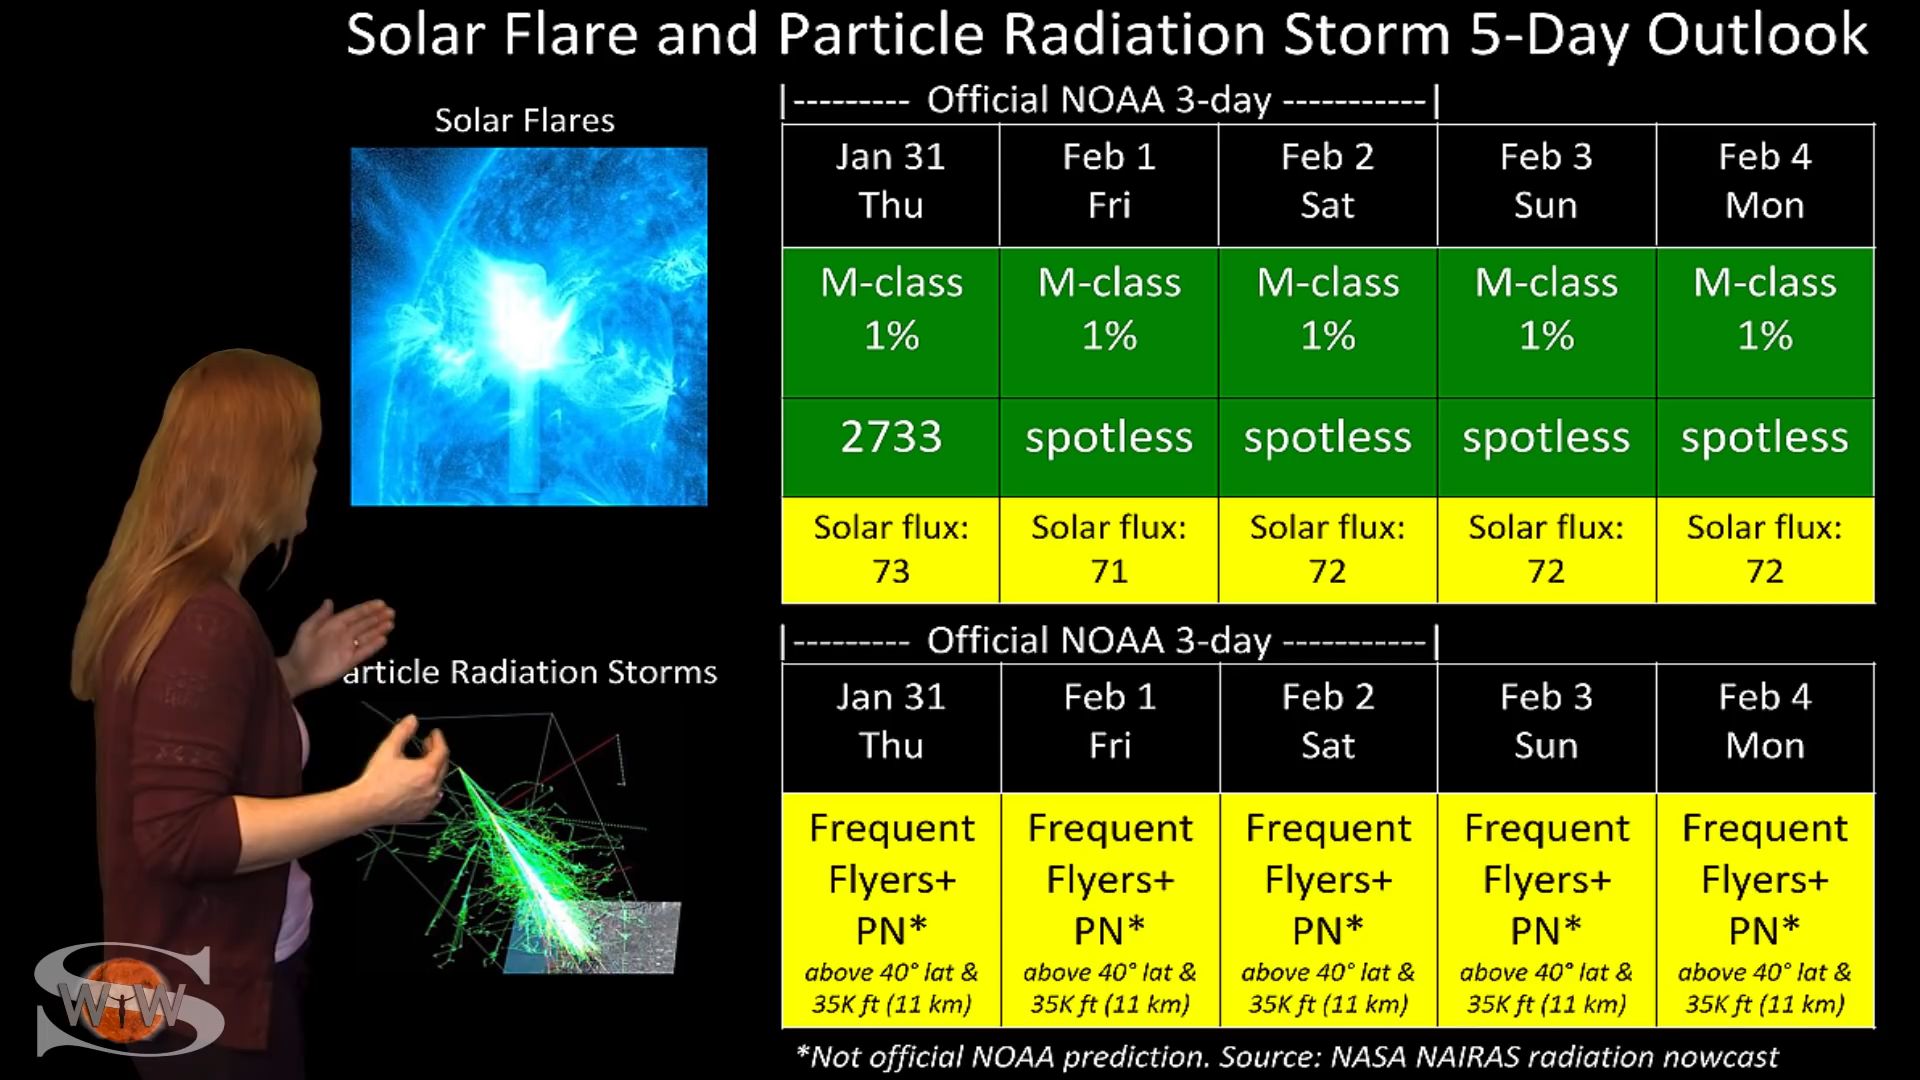 Solar Flare and Particle Radiation Storm 5-Day Outlook
Solar Flares
|--------- Official NOAA 3-day -----------|
Jan 31 Feb 1 Feb 2 Feb 3 Feb 4
Thu Fri Sat Sun Mon
M-class M-class M-class M-class M-class
1% 1% 1% 1% 1%
2733 spotless spotless spotless spotless
Solar flux: Solar flux: Solar flux: Solar flux: Solar flux:
73 71 72 72 72
article Radiation Storms
|--------- Official NOAA 3-day -----------|
Jan 31 Feb 1 Feb 2 Feb 3 Feb 4
Thu Fri Sat Sun Mon
Frequent Frequent Frequent Frequent Frequent
Flyers+ Flyers+ Flyers+ Flyers+ Flyers+
PN* PN* PN* PN* PN*
above 40° lat & above 40° lat & above 40° lat & above 40° lat & above 40° lat &
35K ft (11 km) 35K ft (11 km) 35K ft (11 km) 35K ft (11 km) 35K ft (11 km)
*Not official NOAA prediction. Source: NASA NAIRAS radiation nowcast
SWTW